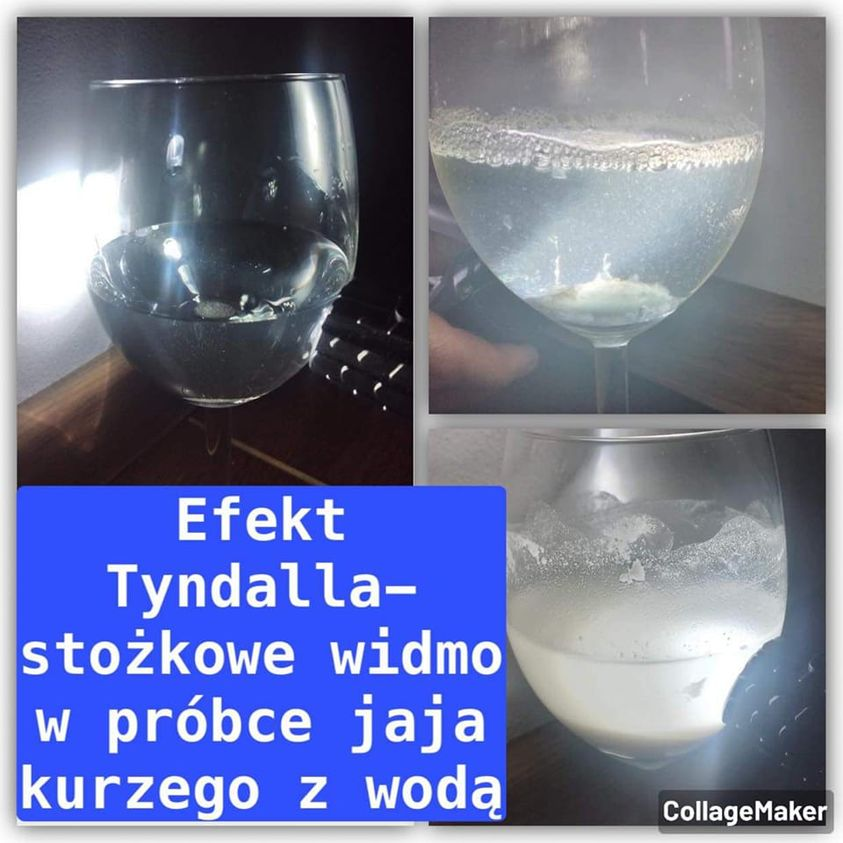 Efekt
Tyndalla–
stożkowe widmo
w próbce jaja
kurzego z wodą
CollageMaker